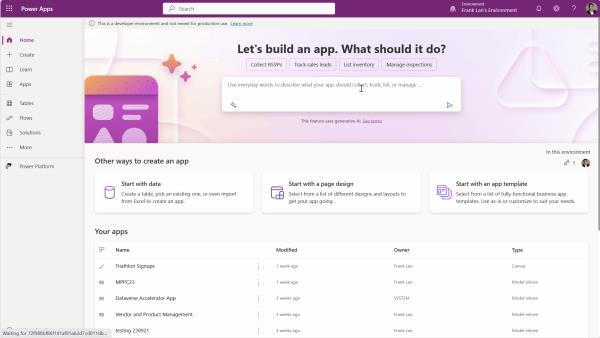 Power Apps
Search
Environment
Frank Lan's Environment
This is a developer environment and not meant for production use. Learn more
Home
Create
Learn
Apps
Tables
Flows
Solutions
More
Power Platform
Let's build an app. What should it do?
Collect RSVPs
Track sales leads
List inventory
Manage inspections
Use everyday words to describe what your app should collect, track, list, or manage ...
This feature uses generative AI. See terms
In this environment
1
Other ways to create an app
Start with data
Create a table, pick an existing one, or even import
from Excel to create an app.
Start with a page design
Select from a list of different designs and layouts to
get your app going.
Start with an app template
Select from a list of fully-functional business app
templates. Use as-is or customize to suit your needs.
Your apps
Name Modified Owner Type
Triathlon Signups 1 week ago Frank Lan Canvas
MPPC23 1 week ago Frank Lan Model-driven
Dataverse Accelerator App 3 weeks ago SYSTEM Model-driven
Vendor and Product Management 3 weeks ago Frank Lan Model-driven
testing 230921 Frank Lan Model-driven